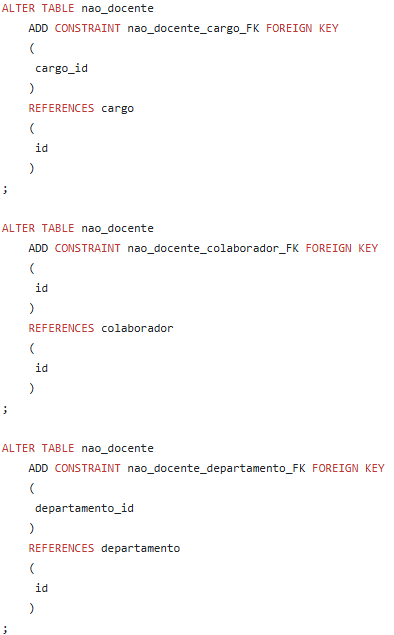 ALTER TABLE nao_docente
ADD CONSTRAINT nao_docente_cargo_FK FOREIGN KEY
(
cargo_id
)
REFERENCES cargo
(
id
)
;
ALTER TABLE nao_docente
ADD CONSTRAINT nao_docente_colaborador_FK FOREIGN KEY
(
id
)
REFERENCES colaborador
(
id
)
;
ALTER TABLE nao_docente
ADD CONSTRAINT nao_docente_departamento_FK FOREIGN KEY
(
departamento_id
)
REFERENCES departamento
(
id
)
;